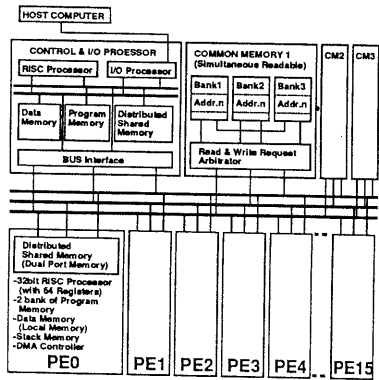 HOST COMPUTER
CONTROL & I/O PROESSOR
RISC Processor
I/O Processor
Data Memory
Program Memory
Distributed Shared Memory
BUS Interface
COMMON MEMORY 1
(Simultaneous Readable)
Bank1 Bank2 Bank3
Addr.n Addr.n Addr.n
Read & Write Request
Arbitrator
CM2
CM3
Distributed
Shared Memory
(Dual Port Memory)
-32bit RISC Processor
(with 64 Registers)
-2 bank of Program
Memory
-Data Memory
(Local Memory)
-Stack Memory
-DMA Controller
PE0
PE1
PE2
PE3
PE4
PE15